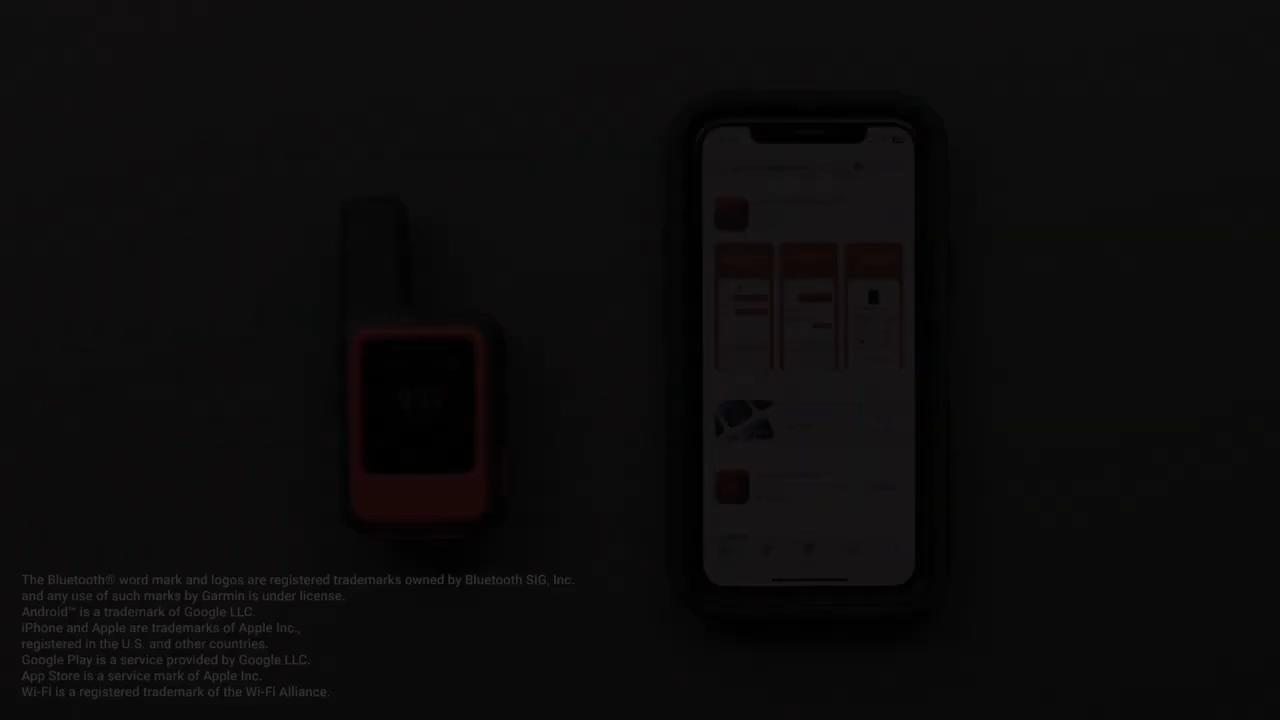 The Bluetooth® word mark and logos are registered trademarks owned by Bluetooth SIG, Inc.
and any use of such marks by Garmin is under license.
Android™ is a trademark of Google LLC.
iPhone and Apple are trademarks of Apple Inc.,
registered in the U.S. and other countries.
Google Play is a service provided by Google LLC.
App Store is a service mark of Apple Inc.
Wi-Fi is a registered trademark of the Wi-Fi Alliance.